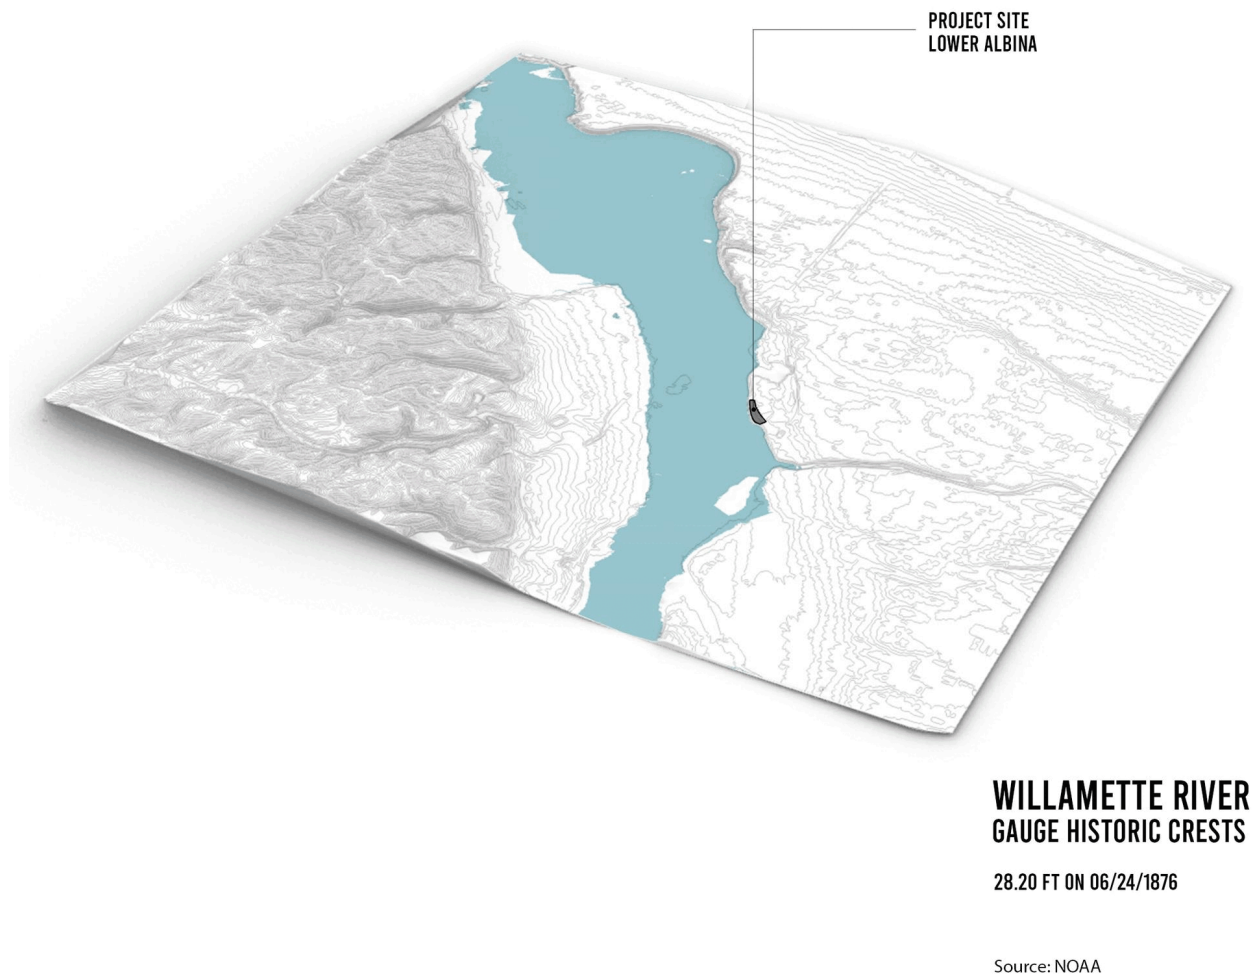 PROJECT SITE
LOWER ALBINA
WILLAMETTE RIVER
GAUGE HISTORIC CRESTS
28.20 FT ON 06/24/1876
Source: NOAA